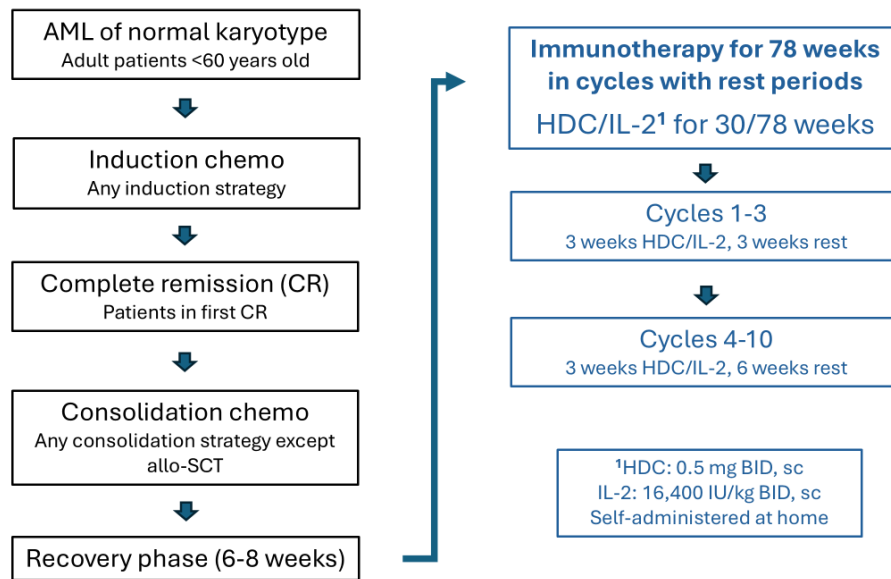 AML of normal karyotype
Adult patients <60 years old
Induction chemo
Any induction strategy
Complete remission (CR)
Patients in first CR
Consolidation chemo
Any consolidation strategy except
allo-SCT
Recovery phase (6-8 weeks)
Immunotherapy for 78 weeks
in cycles with rest periods
HDC/IL-2¹ for 30/78 weeks
Cycles 1-3
3 weeks HDC/IL-2, 3 weeks rest
Cycles 4-10
3 weeks HDC/IL-2, 6 weeks rest
¹HDC: 0.5 mg BID, sc
IL-2: 16,400 IU/kg BID, sc
Self-administered at home